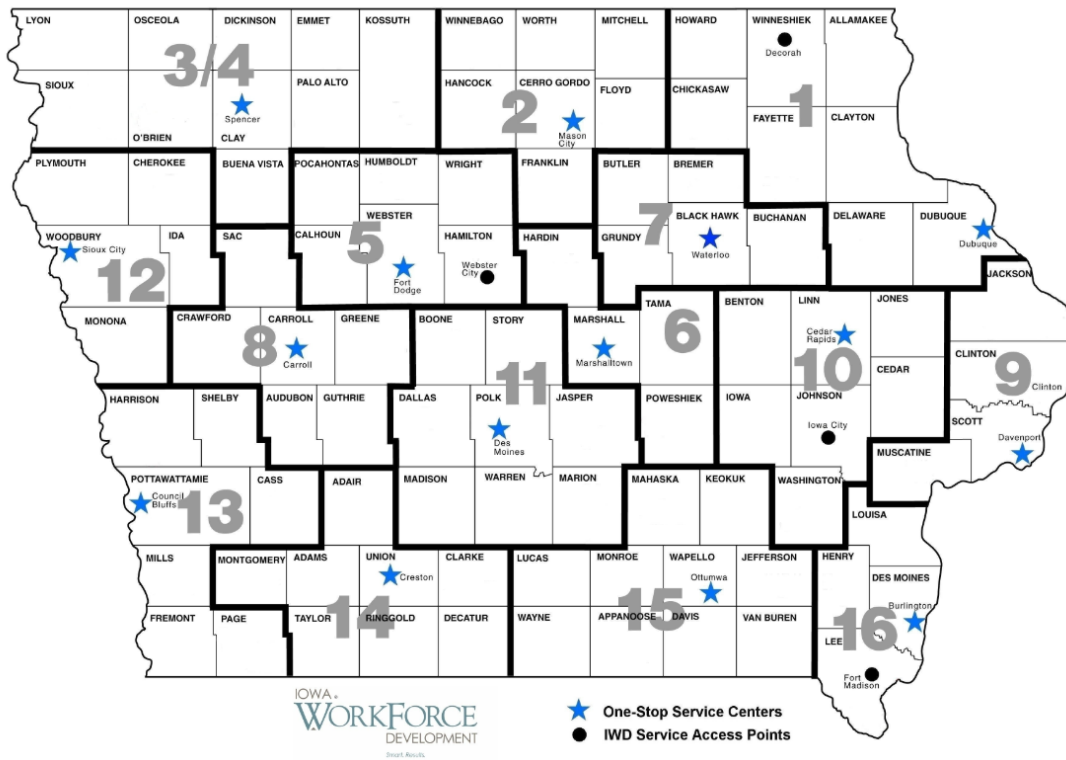 LYON OSCEOLA DICKINSON EMMET KOSSUTH WINNEBAGO WORTH MITCHELL HOWARD WINNESHIEK ALLAMAKEE
Decorah
3/4
SIOUX PALO ALTO HANCOCK CERRO GORDO FLOYD CHICKASAW
2
1
Spencer
Mason
City
FAYETTE CLAYTON
O'BRIEN CLAY
PLYMOUTH CHEROKEE BUENA VISTA POCAHONTAS HUMBOLDT WRIGHT FRANKLIN BUTLER BREMER
WEBSTER BLACK HAWK BUCHANAN DELAWARE DUBUQUE
5
7
WOODBURY IDA SAC CALHOUN HAMILTON HARDIN GRUNDY
Sioux City
Waterloo
Dubuque
Webster
City
Fort
Dodge
12
JACKSON
MONONA CRAWFORD CARROLL GREENE BOONE STORY MARSHALL TAMA BENTON LINN JONES
8
6
Carroll
Marshalltown
Cedar
Rapids
10
CLINTON
9
Clinton
11
CEDAR
HARRISON SHELBY AUDUBON GUTHRIE DALLAS POLK JASPER POWESHIEK IOWA JOHNSON
Des
Moines
Iowa City
SCOTT
Davenport
MUSCATINE
POTTAWATTAMIE CASS ADAIR MADISON WARREN MARION MAHASKA KEOKUK WASHINGTON
Council
Bluffs
13
LOUISA
MILLS MONTGOMERY ADAMS UNION CLARKE LUCAS MONROE WAPELLO JEFFERSON HENRY
Creston
Ottumwa
DES MOINES
Burlington
14
15
16
FREMONT PAGE TAYLOR RINGGOLD DECATUR WAYNE APPANOOSE DAVIS VAN BUREN LEE
Fort
Madison
IOWA
WORKFORCE
DEVELOPMENT
Smart. Results.
One-Stop Service Centers
IWD Service Access Points